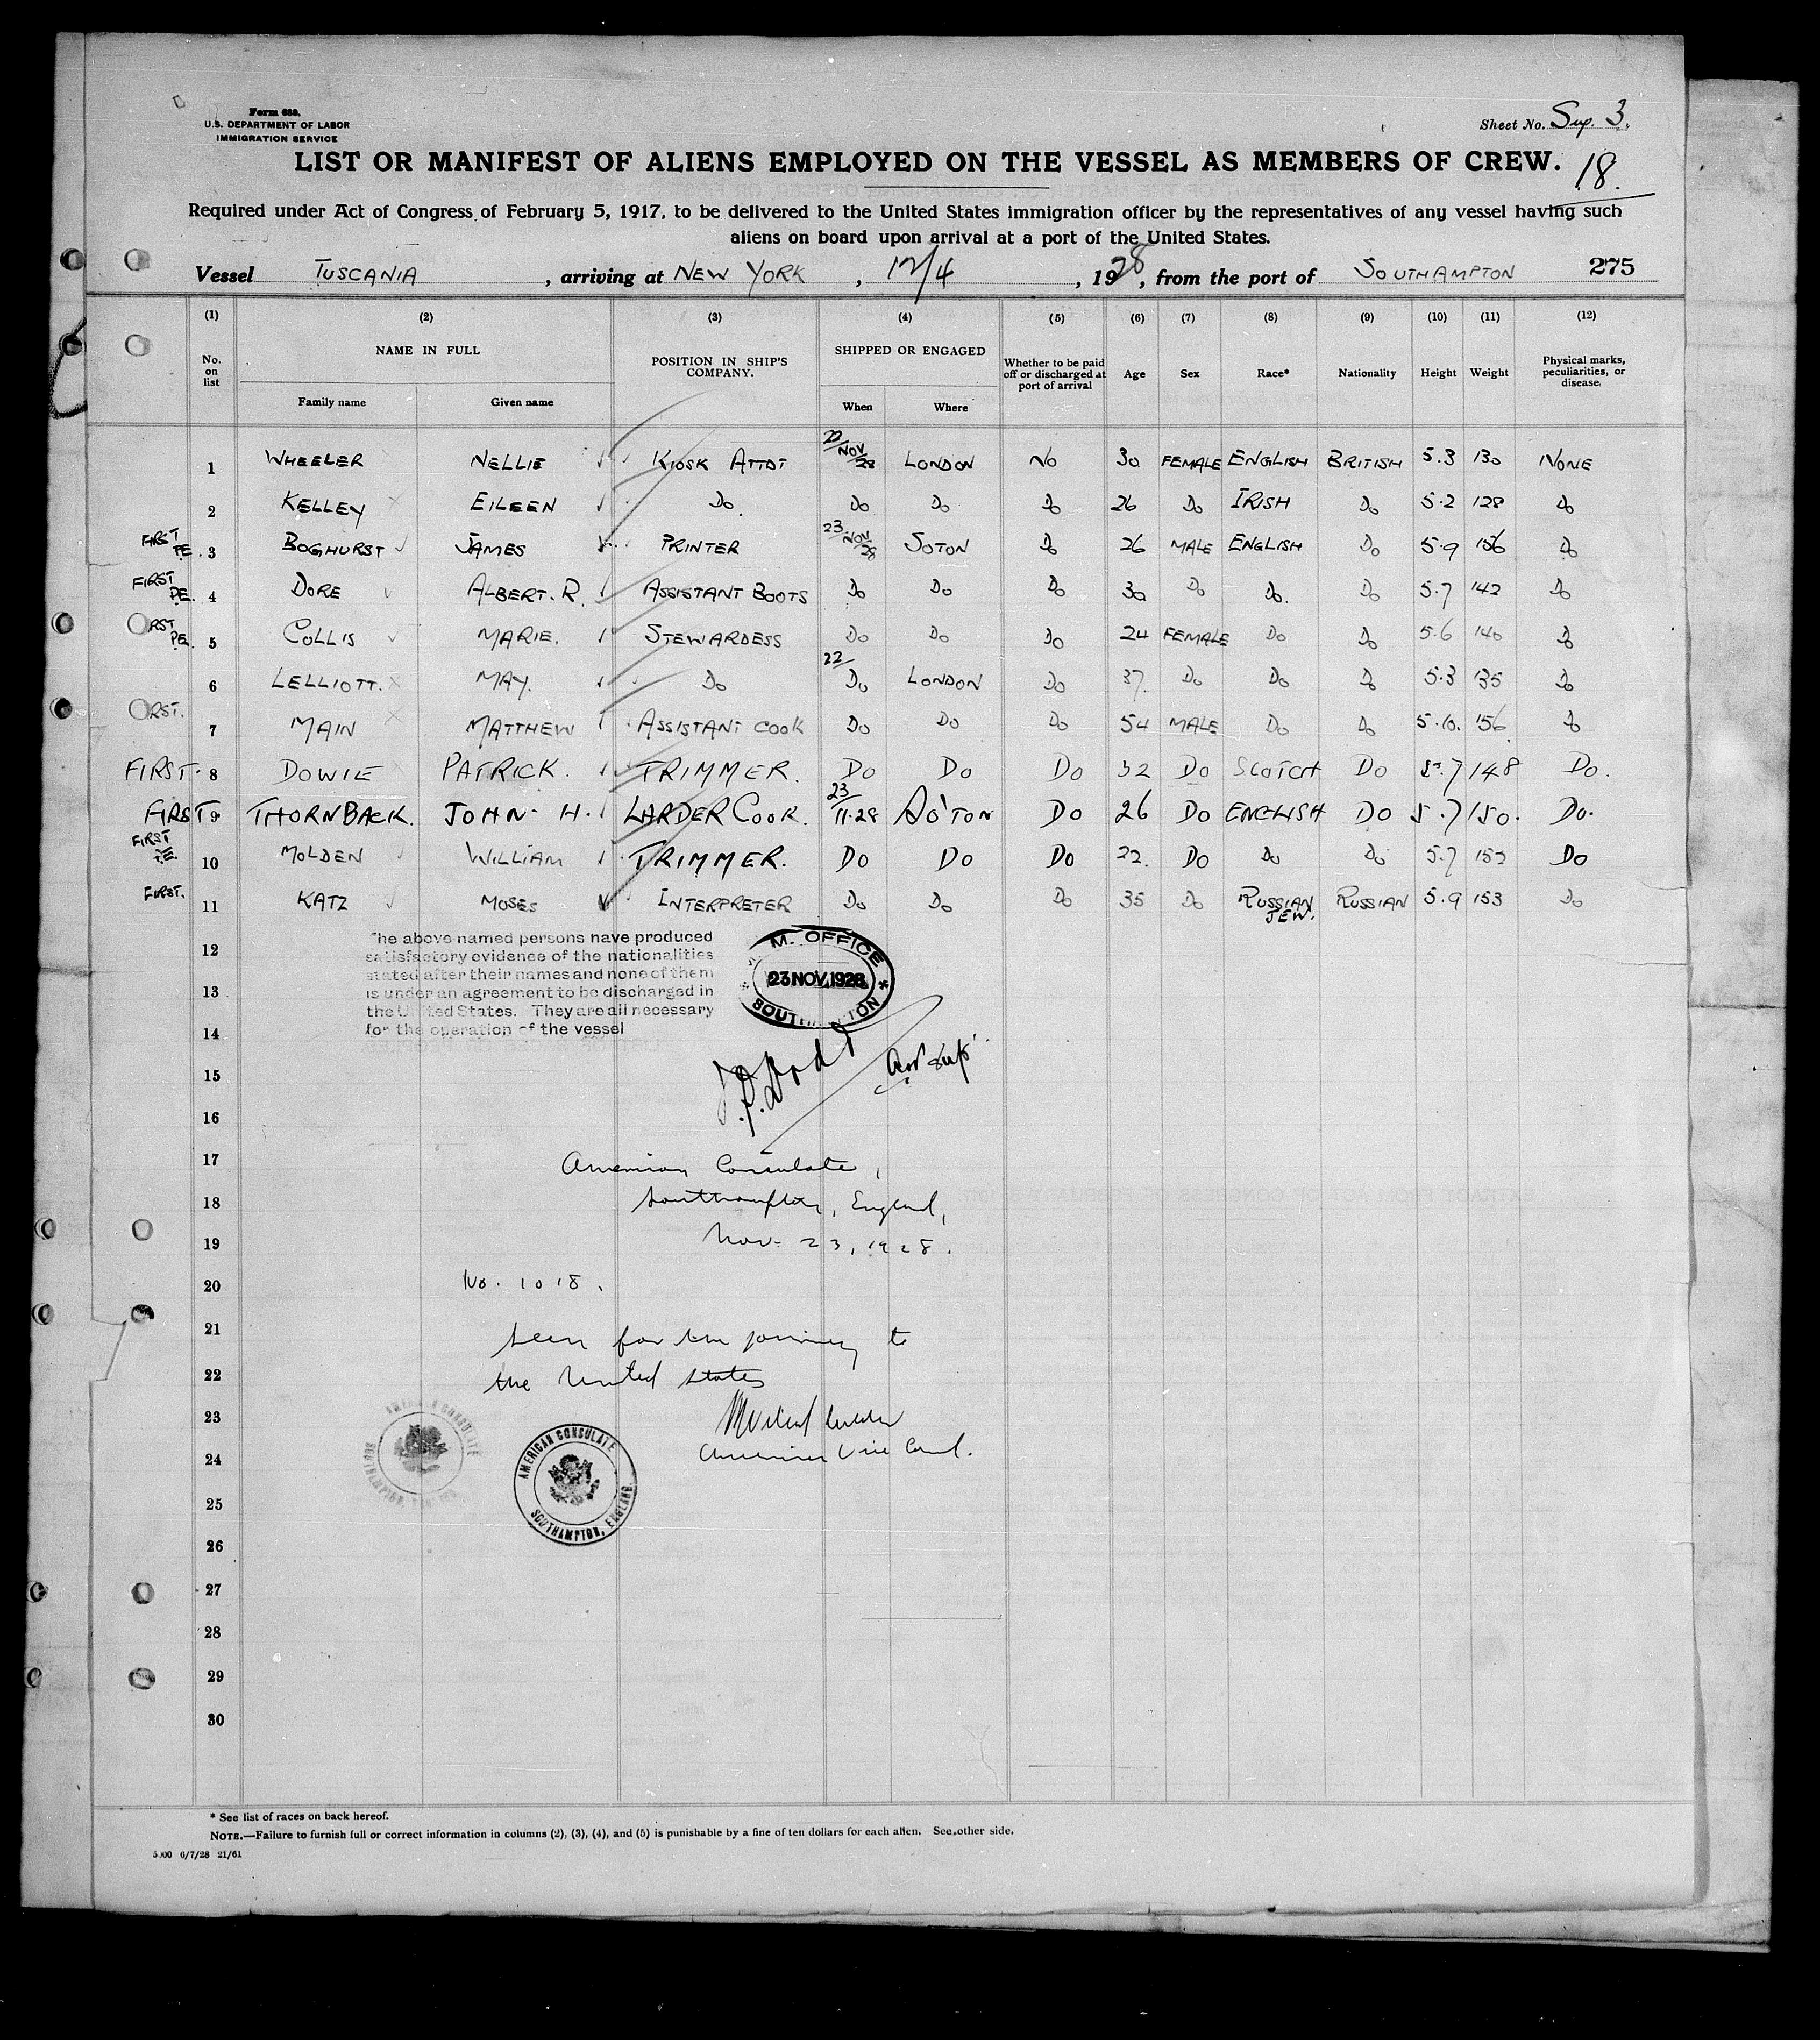 Form 680.
U.S. DEPARTMENT OF LABOR
IMMIGRATION SERVICE
Sheet No. Sup. 3.
LIST OR MANIFEST OF ALIENS EMPLOYED ON THE VESSEL AS MEMBERS OF CREW.
18.
Required under Act of Congress of February 5, 1917, to be delivered to the United States immigration officer by the representatives of any vessel having such
aliens on board upon arrival at a port of the United States.
Vessel TUSCANIA, arriving at NEW YORK, 12/4, 1928, from the port of SOUTHAMPTON 275
(1) (2) (3) (4) (5) (6) (7) (8) (9) (10) (11) (12)
No. on list NAME IN FULL Family name Given name POSITION IN SHIP'S COMPANY. SHIPPED OR ENGAGED When Where Whether to be paid off or discharged at port of arrival Age Sex Race* Nationality Height Weight Physical marks, peculiarities, or disease.
1 WHEELER NELLIE KIOSK ATTDT 22/NOV/28 LONDON NO 30 FEMALE ENGLISH BRITISH 5.3 130 NONE
2 KELLEY EILEEN DO. DO DO DO 26 DO IRISH DO 5.2 128 DO
FIRST PE. 3 BOGHURST JAMES PRINTER 23/NOV/28 SOTON DO 26 MALE ENGLISH DO 5.9 156 DO
FIRST P.E. 4 DORE ALBERT. R. ASSISTANT BOOTS DO DO DO 30 DO DO. DO 5.7 142 DO
RST PE. 5 COLLIS MARIE. STEWARDESS DO DO DO 24 FEMALE DO DO 5.6 140 DO
6 LELLIOTT. MAY. DO 22/DO LONDON DO 37. DO DO DO 5.3 135 DO
RST. 7 MAIN MATTHEW ASSISTANT COOK DO DO DO 54 MALE DO DO 5.10. 156 DO
FIRST. 8 DOWIE PATRICK. TRIMMER. DO DO DO 32 DO SCOTCH DO 5.7 148 DO.
FIRST 9 THORNBACK. JOHN- H. LARDER COOK. 23/11.28 SO'TON DO 26 DO ENGLISH DO 5.7 150. DO.
FIRST P.E. 10 MOLDEN WILLIAM TRIMMER. DO DO DO 22. DO DO DO 5.7 152 DO
FIRST. 11 KATZ MOSES INTERPRETER DO DO DO 35 DO RUSSIAN JEW. RUSSIAN 5.9 153 DO
12
13
14
15
16
17
18
19
20
21
22
23
24
25
26
27
28
29
30
The above named persons have produced
satisfactory evidence of the nationalities
stated after their names and none of them
is under an agreement to be discharged in
the United States. They are all necessary
for the operation of the vessel
M. OFFICE
23 NOV. 1928
SOUTHAMPTON
American Consulate,
Southampton, England,
Nov. 23, 1928.
No. 1018.
Seen for the journey to
the United States
American Vice Consul.
AMERICAN CONSULATE
SOUTHAMPTON,
AMERICAN CONSULATE
SOUTHAMPTON, ENGLAND.
* See list of races on back hereof.
NOTE.—Failure to furnish full or correct information in columns (2), (3), (4), and (5) is punishable by a fine of ten dollars for each alien. See other side.
5000 6/7/28 21/61